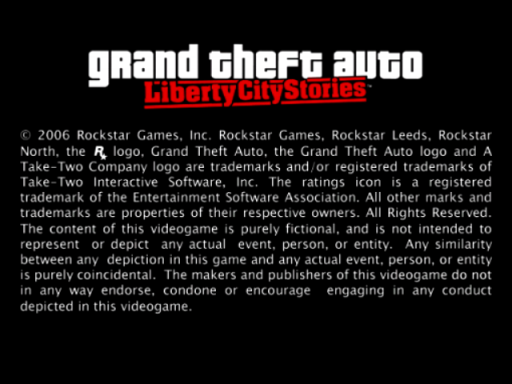 grand theft auto
Liberty City Stories™
© 2006 Rockstar Games, Inc. Rockstar Games, Rockstar Leeds, Rockstar
North, the R★ logo, Grand Theft Auto, the Grand Theft Auto logo and A
Take-Two Company logo are trademarks and/or registered trademarks of
Take-Two Interactive Software, Inc. The ratings icon is a registered
trademark of the Entertainment Software Association. All other marks and
trademarks are properties of their respective owners. All Rights Reserved.
The content of this videogame is purely fictional, and is not intended to
represent or depict any actual event, person, or entity. Any similarity
between any depiction in this game and any actual event, person, or entity
is purely coincidental. The makers and publishers of this videogame do not
in any way endorse, condone or encourage engaging in any conduct
depicted in this videogame.